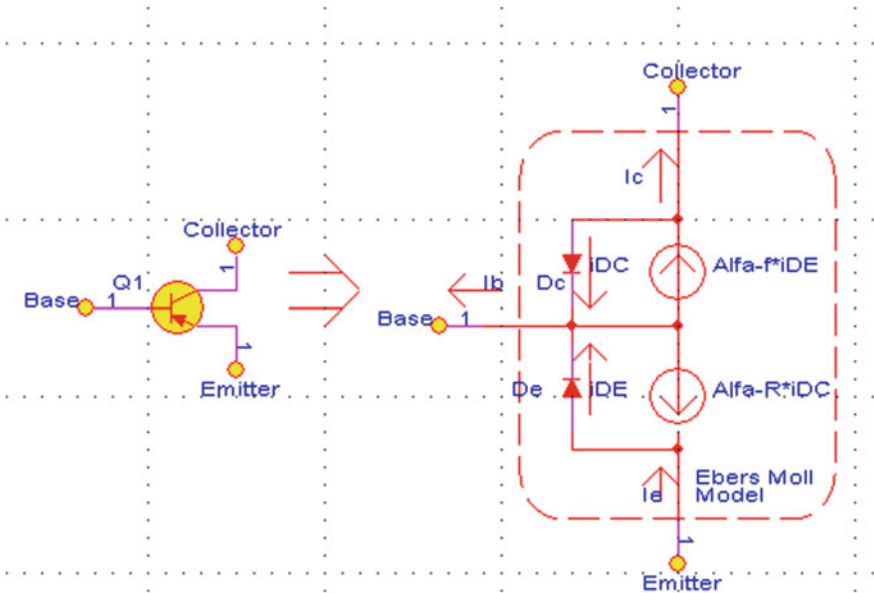 Collector
1
Q1
Base
1
1
Emitter
Collector
1
Ic
iDC
Dc
Alfa-f*iDE
Ib
Base
1
De
iDE
Alfa-R*iDC
Ie
Ebers Moll
Model
1
Emitter